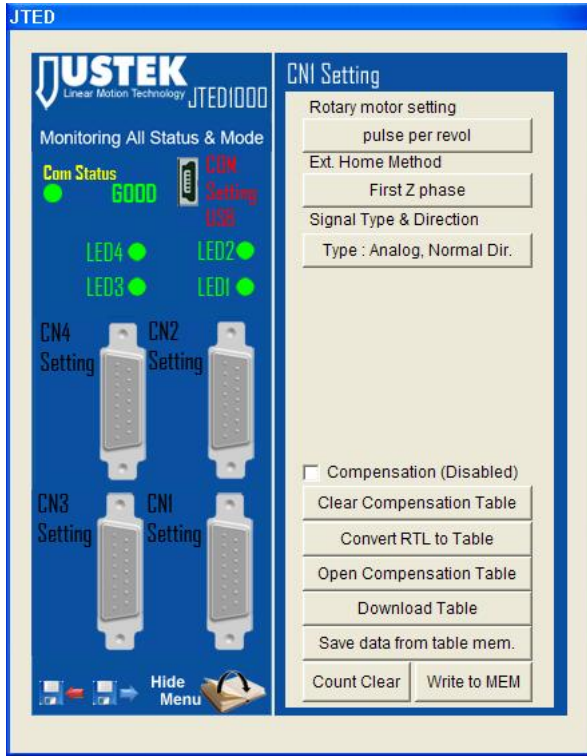 JTED
JUSTEK
Linear Motion Technology
JTED1000
Monitoring All Status & Mode
Com Status
GOOD
COM
Setting
USB
LED4
LED2
LED3
LED1
CN4
Setting
CN2
Setting
CN3
Setting
CN1
Setting
Hide
Menu
CN1 Setting
Rotary motor setting
pulse per revol
Ext. Home Method
First Z phase
Signal Type & Direction
Type : Analog, Normal Dir.
Compensation (Disabled)
Clear Compensation Table
Convert RTL to Table
Open Compensation Table
Download Table
Save data from table mem.
Count Clear
Write to MEM